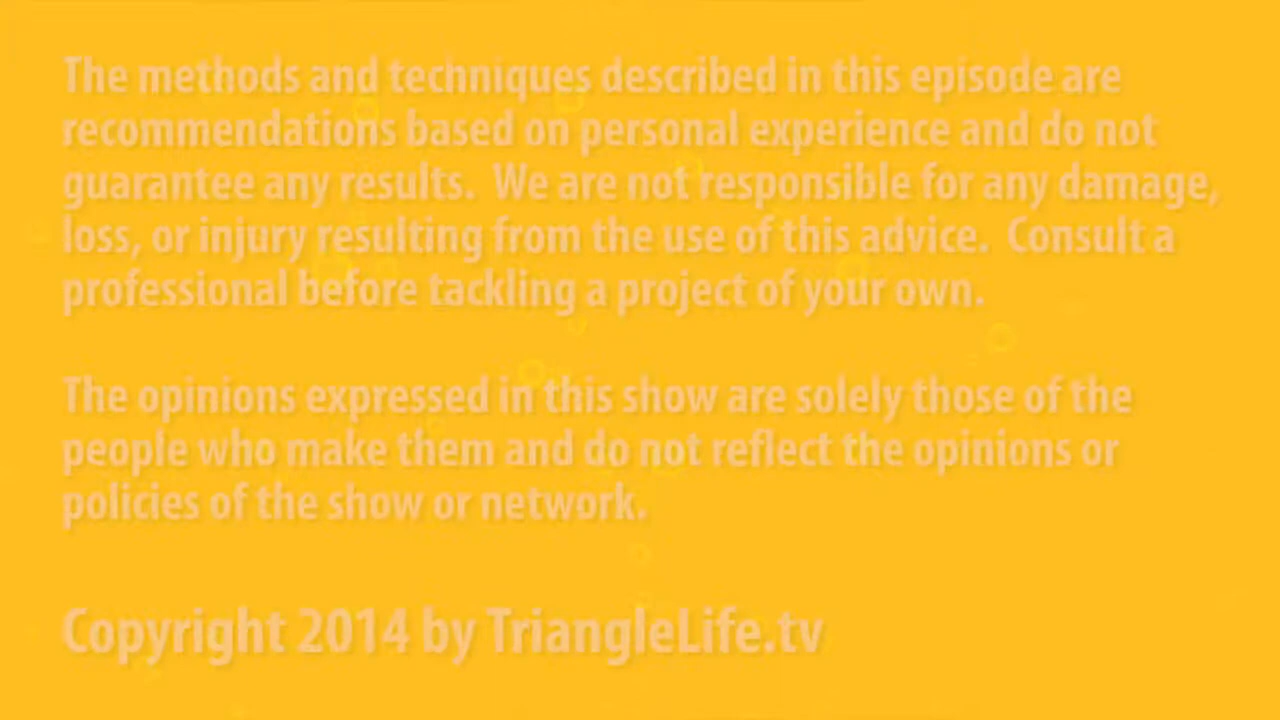 The methods and techniques described in this episode are
recommendations based on personal experience and do not
guarantee any results.  We are not responsible for any damage,
loss, or injury resulting from the use of this advice.  Consult a
professional before tackling a project of your own.
The opinions expressed in this show are solely those of the
people who make them and do not reflect the opinions or
policies of the show or network.
Copyright 2014 by TriangleLife.tv